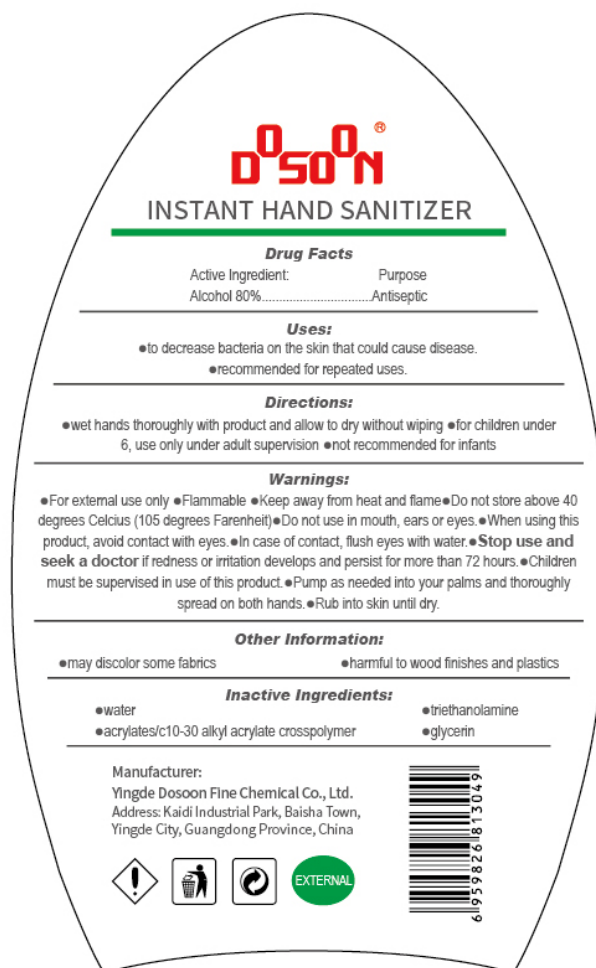 DOSOON®
INSTANT HAND SANITIZER
Drug Facts
Active Ingredient: Purpose
Alcohol 80%................................Antiseptic
Uses:
●to decrease bacteria on the skin that could cause disease.
●recommended for repeated uses.
Directions:
●wet hands thoroughly with product and allow to dry without wiping ●for children under
6, use only under adult supervision ●not recommended for infants
Warnings:
●For external use only ●Flammable ●Keep away from heat and flame●Do not store above 40
degrees Celcius (105 degrees Farenheit)●Do not use in mouth, ears or eyes.●When using this
product, avoid contact with eyes.●In case of contact, flush eyes with water.●Stop use and
seek a doctor if redness or irritation develops and persist for more than 72 hours.●Children
must be supervised in use of this product.●Pump as needed into your palms and thoroughly
spread on both hands.●Rub into skin until dry.
Other Information:
●may discolor some fabrics ●harmful to wood finishes and plastics
Inactive Ingredients:
●water ●triethanolamine
●acrylates/c10-30 alkyl acrylate crosspolymer ●glycerin
Manufacturer:
Yingde Dosoon Fine Chemical Co., Ltd.
Address: Kaidi Industrial Park, Baisha Town,
Yingde City, Guangdong Province, China
EXTERNAL
6 959826 813049